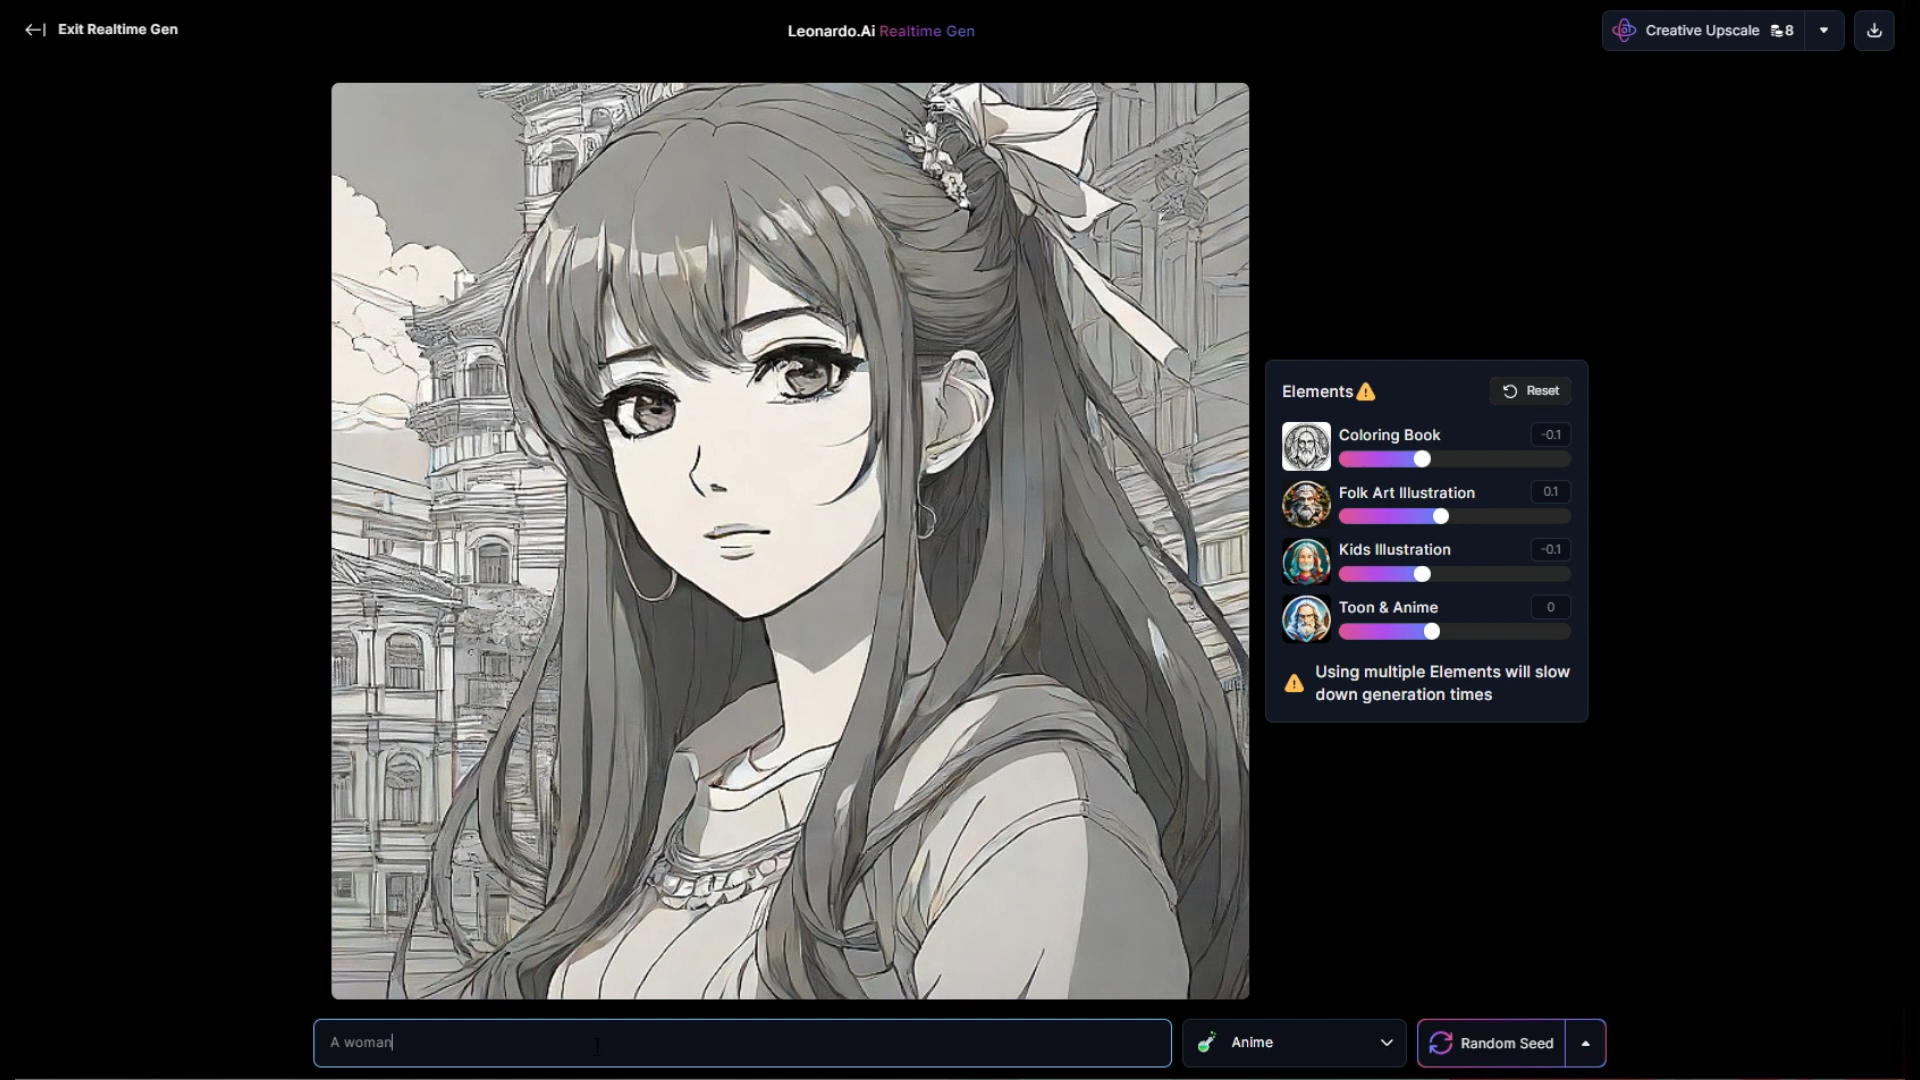 Exit Realtime Gen
Leonardo.Ai Realtime Gen
Creative Upscale 8
Elements
Reset
Coloring Book -0.1
Folk Art Illustration 0.1
Kids Illustration -0.1
Toon & Anime 0
Using multiple Elements will slow
down generation times
A woman
Anime
Random Seed